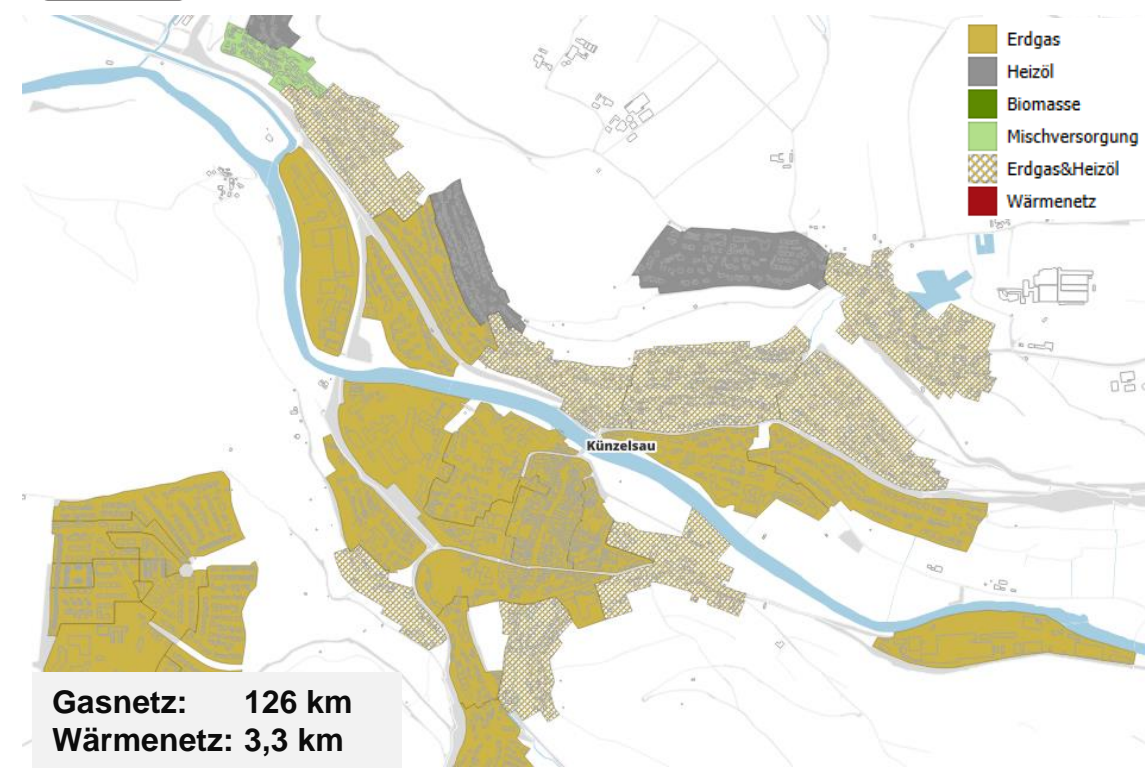 Erdgas
Heizöl
Biomasse
Mischversorgung
Erdgas&Heizöl
Wärmenetz
Künzelsau
Gasnetz: 126 km
Wärmenetz: 3,3 km